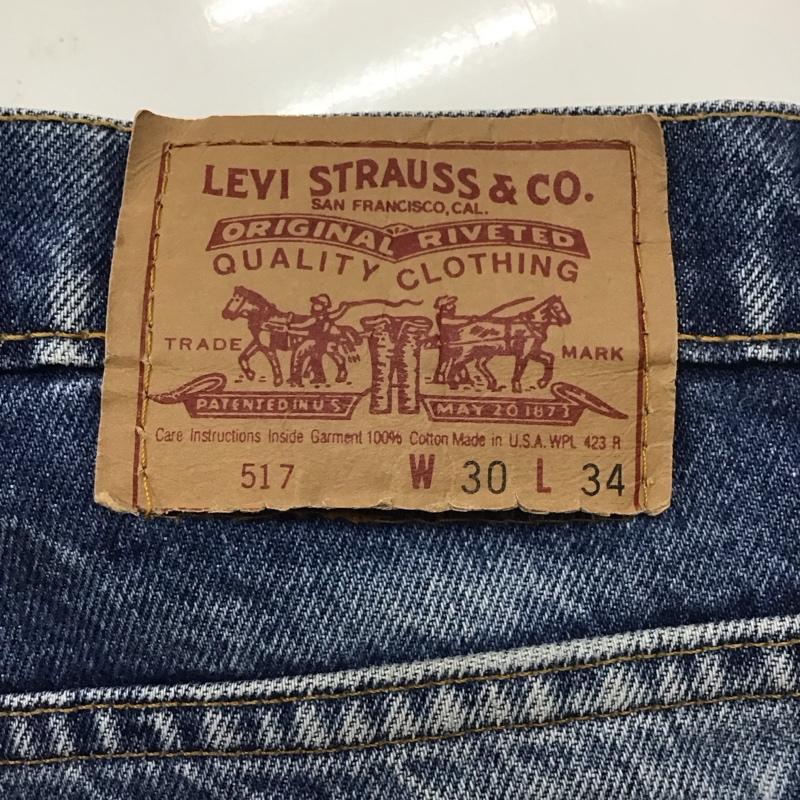 LEVI STRAUSS & CO.
SAN FRANCISCO, CAL.
ORIGINAL RIVETED
QUALITY CLOTHING
TRADE MARK
PATENTED IN U.S. MAY 20 1873
Care Instructions Inside Garment 100% Cotton Made in U.S.A. WPL 423 R
517 W 30 L 34